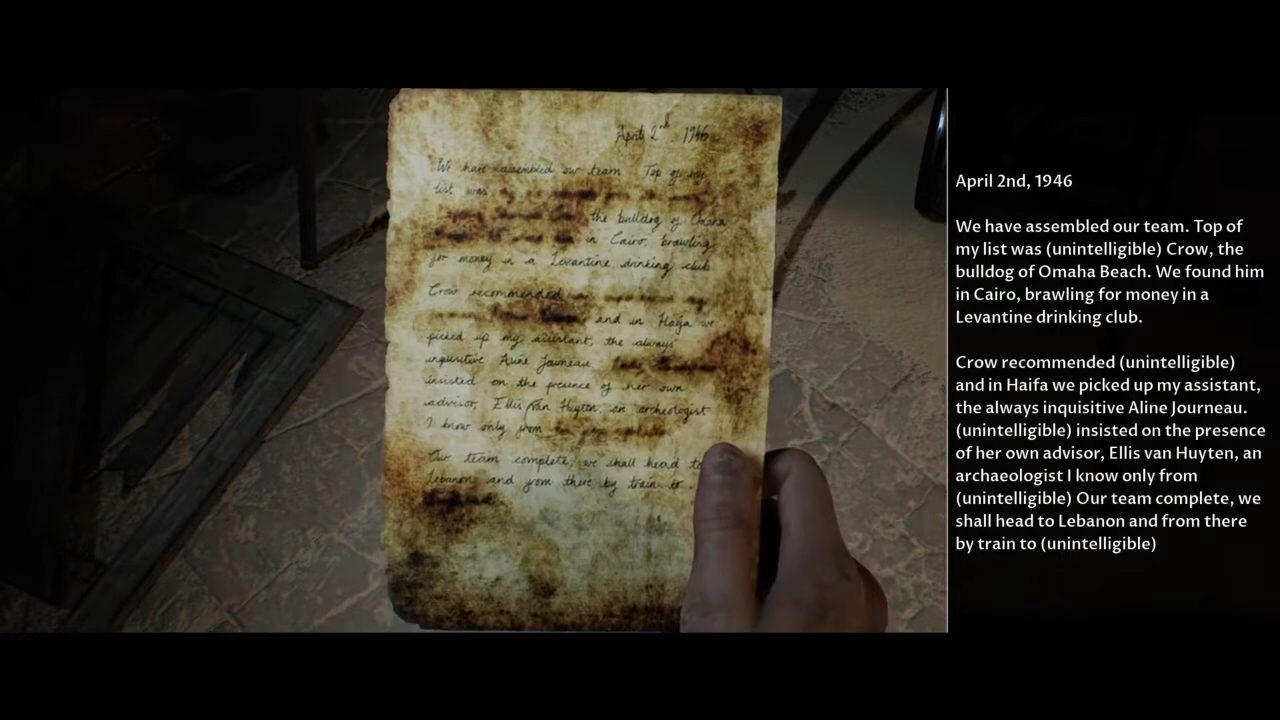 April 2nd 1946
We have assembled our team. Top of my
list was
the bulldog of Omaha
in Cairo, brawling
for money in a Levantine drinking club
Crow recommended
and in Haifa we
picked up my assistant, the always
inquisitive Aline Journeau
insisted on the presence of her own
advisor, Ellis van Huyten, an archeologist
I know only from
Our team complete, we shall head to
Lebanon and from there by train to
April 2nd, 1946
We have assembled our team. Top of
my list was (unintelligible) Crow, the
bulldog of Omaha Beach. We found him
in Cairo, brawling for money in a
Levantine drinking club.
Crow recommended (unintelligible)
and in Haifa we picked up my assistant,
the always inquisitive Aline Journeau.
(unintelligible) insisted on the presence
of her own advisor, Ellis van Huyten, an
archaeologist I know only from
(unintelligible) Our team complete, we
shall head to Lebanon and from there
by train to (unintelligible)